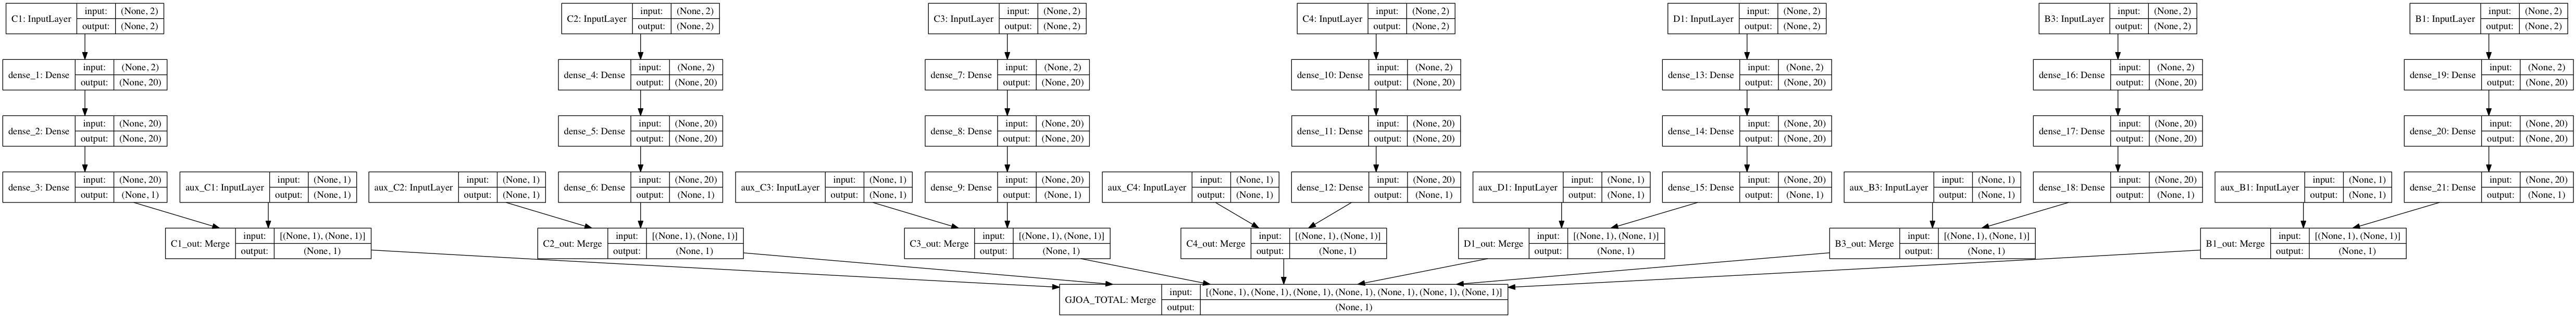 C1: InputLayer input: (None, 2) output: (None, 2)
C2: InputLayer input: (None, 2) output: (None, 2)
C3: InputLayer input: (None, 2) output: (None, 2)
C4: InputLayer input: (None, 2) output: (None, 2)
D1: InputLayer input: (None, 2) output: (None, 2)
B3: InputLayer input: (None, 2) output: (None, 2)
B1: InputLayer input: (None, 2) output: (None, 2)
dense_1: Dense input: (None, 2) output: (None, 20)
dense_4: Dense input: (None, 2) output: (None, 20)
dense_7: Dense input: (None, 2) output: (None, 20)
dense_10: Dense input: (None, 2) output: (None, 20)
dense_13: Dense input: (None, 2) output: (None, 20)
dense_16: Dense input: (None, 2) output: (None, 20)
dense_19: Dense input: (None, 2) output: (None, 20)
dense_2: Dense input: (None, 20) output: (None, 20)
dense_5: Dense input: (None, 20) output: (None, 20)
dense_8: Dense input: (None, 20) output: (None, 20)
dense_11: Dense input: (None, 20) output: (None, 20)
dense_14: Dense input: (None, 20) output: (None, 20)
dense_17: Dense input: (None, 20) output: (None, 20)
dense_20: Dense input: (None, 20) output: (None, 20)
dense_3: Dense input: (None, 20) output: (None, 1)
aux_C1: InputLayer input: (None, 1) output: (None, 1)
aux_C2: InputLayer input: (None, 1) output: (None, 1)
dense_6: Dense input: (None, 20) output: (None, 1)
aux_C3: InputLayer input: (None, 1) output: (None, 1)
dense_9: Dense input: (None, 20) output: (None, 1)
aux_C4: InputLayer input: (None, 1) output: (None, 1)
dense_12: Dense input: (None, 20) output: (None, 1)
aux_D1: InputLayer input: (None, 1) output: (None, 1)
dense_15: Dense input: (None, 20) output: (None, 1)
aux_B3: InputLayer input: (None, 1) output: (None, 1)
dense_18: Dense input: (None, 20) output: (None, 1)
aux_B1: InputLayer input: (None, 1) output: (None, 1)
dense_21: Dense input: (None, 20) output: (None, 1)
C1_out: Merge input: [(None, 1), (None, 1)] output: (None, 1)
C2_out: Merge input: [(None, 1), (None, 1)] output: (None, 1)
C3_out: Merge input: [(None, 1), (None, 1)] output: (None, 1)
C4_out: Merge input: [(None, 1), (None, 1)] output: (None, 1)
D1_out: Merge input: [(None, 1), (None, 1)] output: (None, 1)
B3_out: Merge input: [(None, 1), (None, 1)] output: (None, 1)
B1_out: Merge input: [(None, 1), (None, 1)] output: (None, 1)
GJOA_TOTAL: Merge input: [(None, 1), (None, 1), (None, 1), (None, 1), (None, 1), (None, 1), (None, 1)] output: (None, 1)